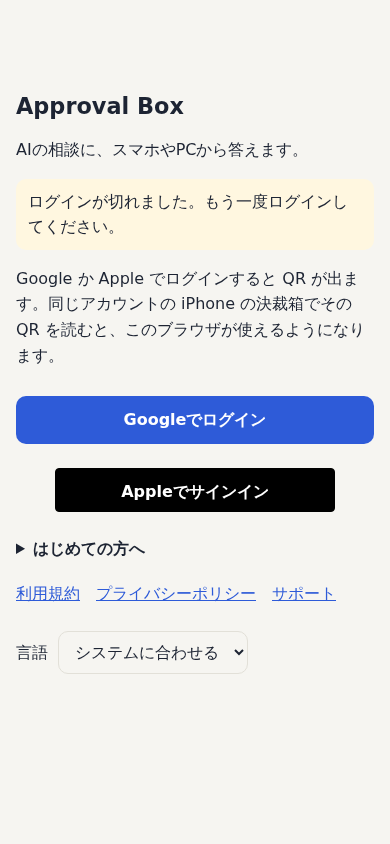 Approval Box
AIの相談に、スマホやPCから答えます。
ログインが切れました。もう一度ログインし
てください。
Google か Apple でログインすると QR が出ま
す。同じアカウントの iPhone の決裁箱でその
QR を読むと、このブラウザが使えるようになり
ます。
Googleでログイン
Appleでサインイン
はじめての方へ
利用規約 プライバシーポリシー サポート
言語 システムに合わせる